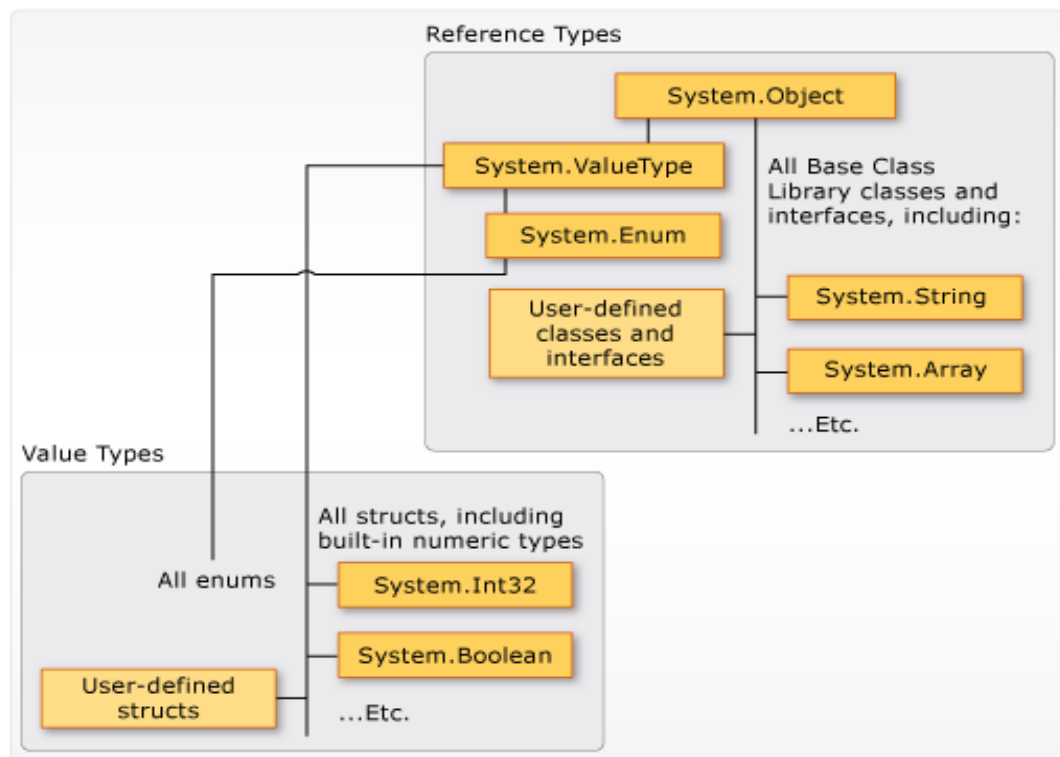 Reference Types
System.Object
System.ValueType
All Base Class
Library classes and
interfaces, including:
System.Enum
System.String
User-defined
classes and
interfaces
System.Array
...Etc.
Value Types
All structs, including
built-in numeric types
All enums
System.Int32
System.Boolean
User-defined
structs
...Etc.